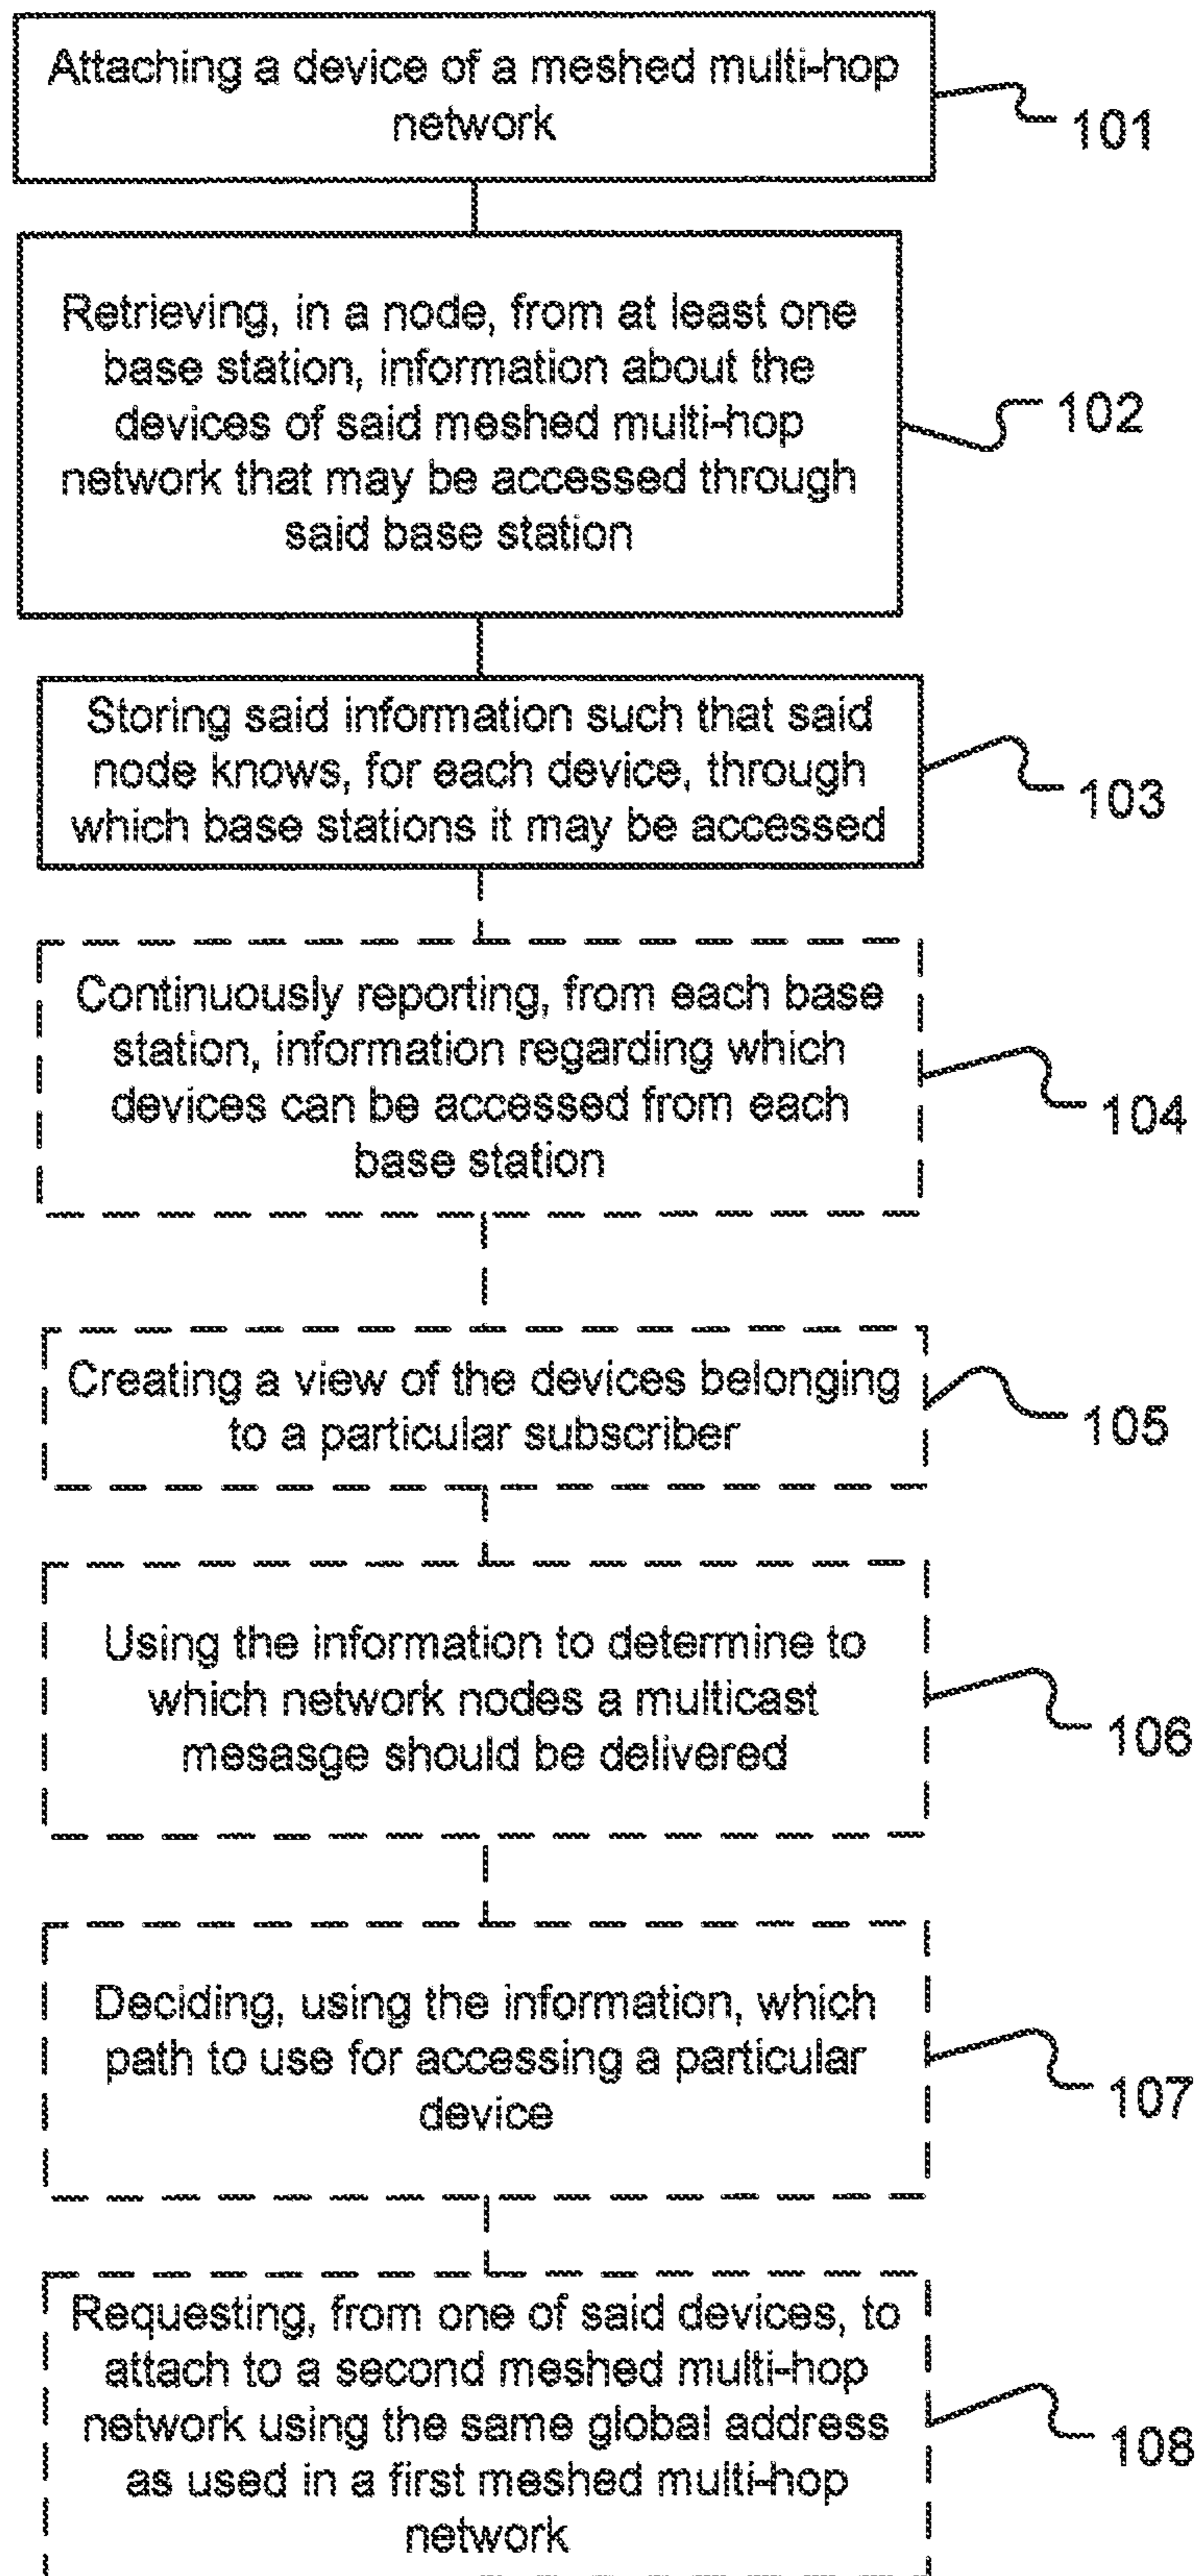 Attaching a device of a meshed multi-hop
network
101
Retrieving, in a node, from at least one
base station, information about the
devices of said meshed multi-hop
network that may be accessed through
said base station
102
Storing said information such that said
node knows, for each device, through
which base stations it may be accessed
103
Continuously reporting, from each base
station, information regarding which
devices can be accessed from each
base station
104
Creating a view of the devices belonging
to a particular subscriber
105
Using the information to determine to
which network nodes a multicast
mesasge should be delivered
106
Deciding, using the information, which
path to use for accessing a particular
device
107
Requesting, from one of said devices, to
attach to a second meshed multi-hop
network using the same global address
as used in a first meshed multi-hop
network
108